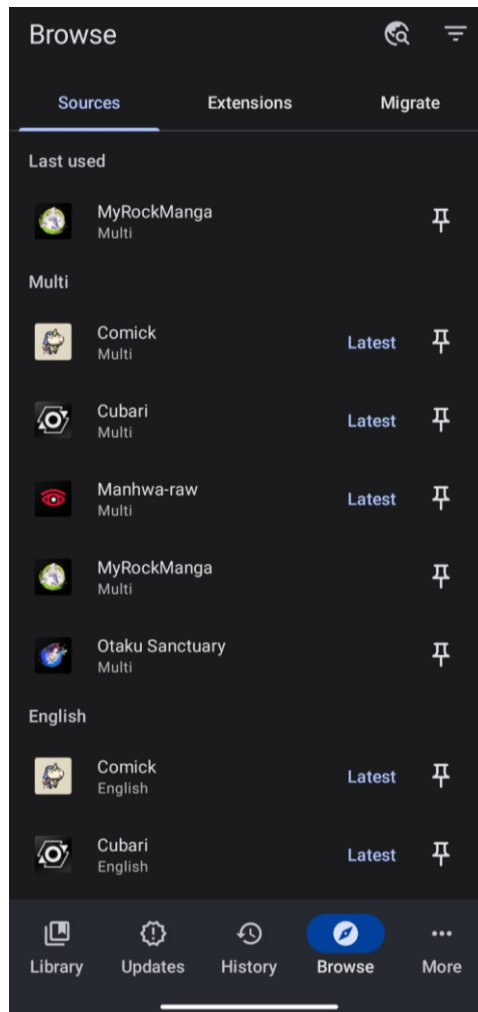 Browse
Sources Extensions Migrate
Last used
MyRockManga
Multi
Multi
Comick
Multi
Latest
Cubari
Multi
Latest
Manhwa-raw
Multi
Latest
MyRockManga
Multi
Otaku Sanctuary
Multi
English
Comick
English
Latest
Cubari
English
Latest
Library Updates History Browse More